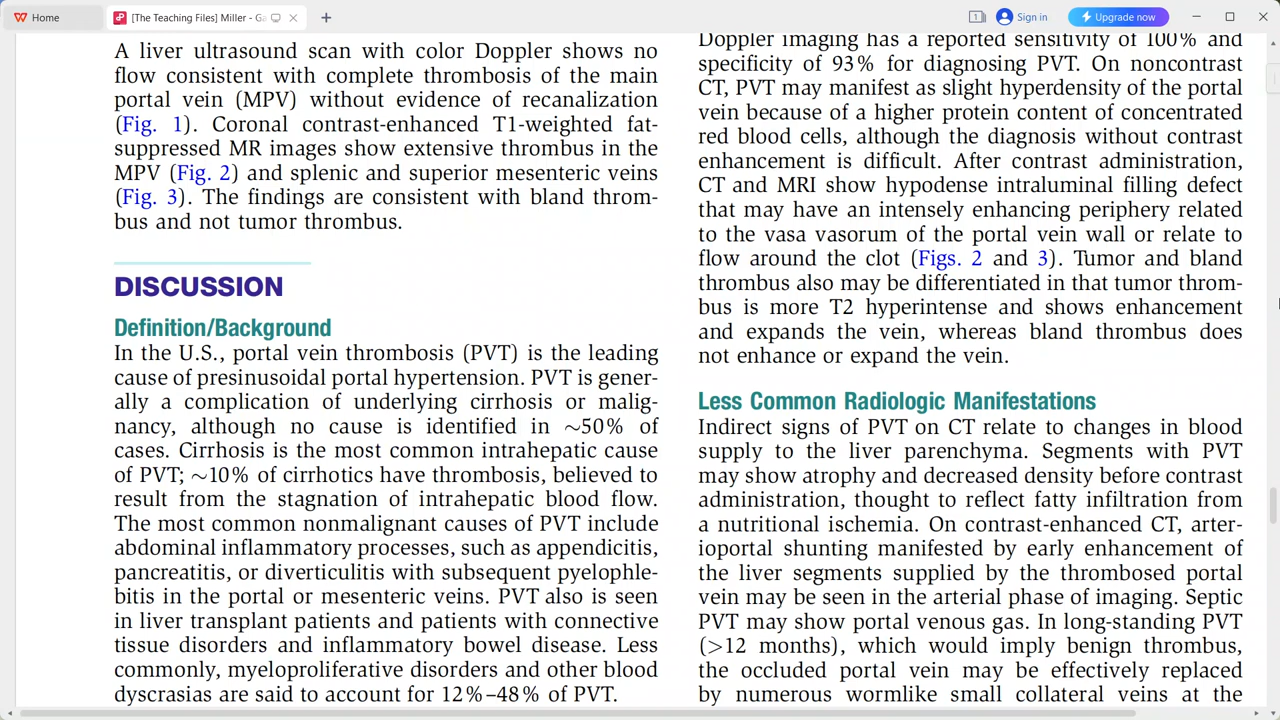 Home
[The Teaching Files] Miller - Ga
Sign in
Upgrade now
A liver ultrasound scan with color Doppler shows no
flow consistent with complete thrombosis of the main
portal vein (MPV) without evidence of recanalization
(Fig. 1). Coronal contrast-enhanced T1-weighted fat-
suppressed MR images show extensive thrombus in the
MPV (Fig. 2) and splenic and superior mesenteric veins
(Fig. 3). The findings are consistent with bland throm-
bus and not tumor thrombus.
DISCUSSION
Definition/Background
In the U.S., portal vein thrombosis (PVT) is the leading
cause of presinusoidal portal hypertension. PVT is gener-
ally a complication of underlying cirrhosis or malig-
nancy, although no cause is identified in ~50% of
cases. Cirrhosis is the most common intrahepatic cause
of PVT; ~10% of cirrhotics have thrombosis, believed to
result from the stagnation of intrahepatic blood flow.
The most common nonmalignant causes of PVT include
abdominal inflammatory processes, such as appendicitis,
pancreatitis, or diverticulitis with subsequent pyelophle-
bitis in the portal or mesenteric veins. PVT also is seen
in liver transplant patients and patients with connective
tissue disorders and inflammatory bowel disease. Less
commonly, myeloproliferative disorders and other blood
dyscrasias are said to account for 12%–48% of PVT.
Doppler imaging has a reported sensitivity of 100% and
specificity of 93% for diagnosing PVT. On noncontrast
CT, PVT may manifest as slight hyperdensity of the portal
vein because of a higher protein content of concentrated
red blood cells, although the diagnosis without contrast
enhancement is difficult. After contrast administration,
CT and MRI show hypodense intraluminal filling defect
that may have an intensely enhancing periphery related
to the vasa vasorum of the portal vein wall or relate to
flow around the clot (Figs. 2 and 3). Tumor and bland
thrombus also may be differentiated in that tumor throm-
bus is more T2 hyperintense and shows enhancement
and expands the vein, whereas bland thrombus does
not enhance or expand the vein.
Less Common Radiologic Manifestations
Indirect signs of PVT on CT relate to changes in blood
supply to the liver parenchyma. Segments with PVT
may show atrophy and decreased density before contrast
administration, thought to reflect fatty infiltration from
a nutritional ischemia. On contrast-enhanced CT, arter-
ioportal shunting manifested by early enhancement of
the liver segments supplied by the thrombosed portal
vein may be seen in the arterial phase of imaging. Septic
PVT may show portal venous gas. In long-standing PVT
(>12 months), which would imply benign thrombus,
the occluded portal vein may be effectively replaced
by numerous wormlike small collateral veins at the